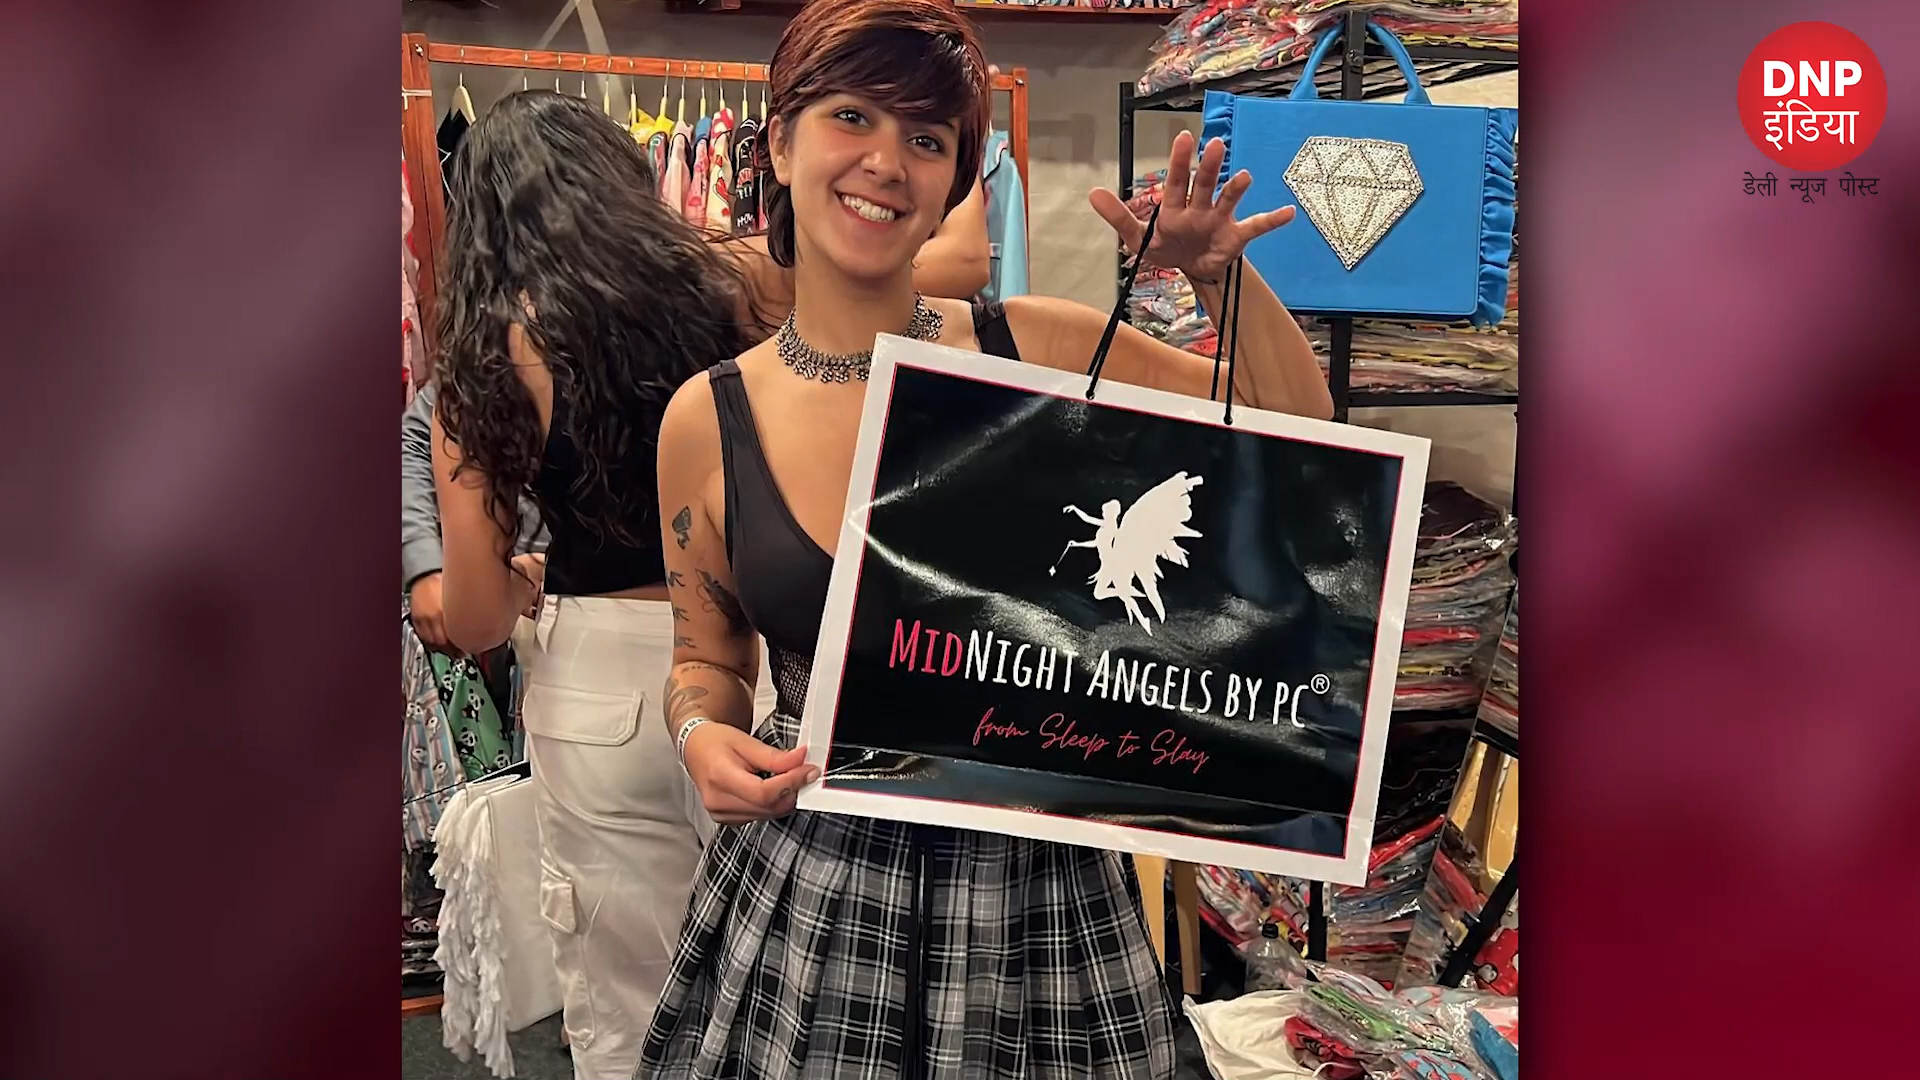 DNP
इंडिया
डेली न्यूज पोस्ट
MIDNIGHT ANGELS BY PC®
from Sleep to Slay